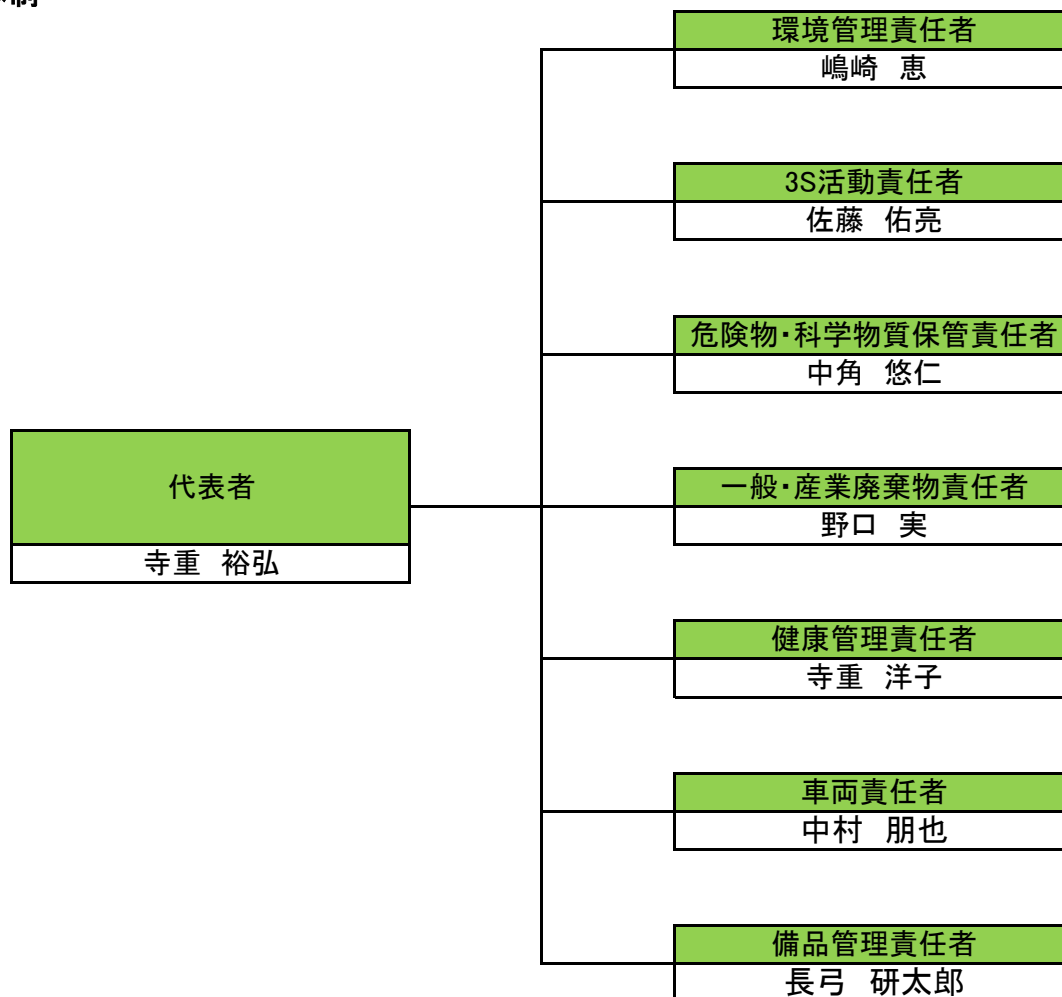 環境管理責任者
嶋崎 恵
3S活動責任者
佐藤 佑亮
危険物・科学物質保管責任者
中角 悠仁
代表者
寺重 裕弘
一般・産業廃棄物責任者
野口 実
健康管理責任者
寺重 洋子
車両責任者
中村 朋也
備品管理責任者
長弓 研太郎